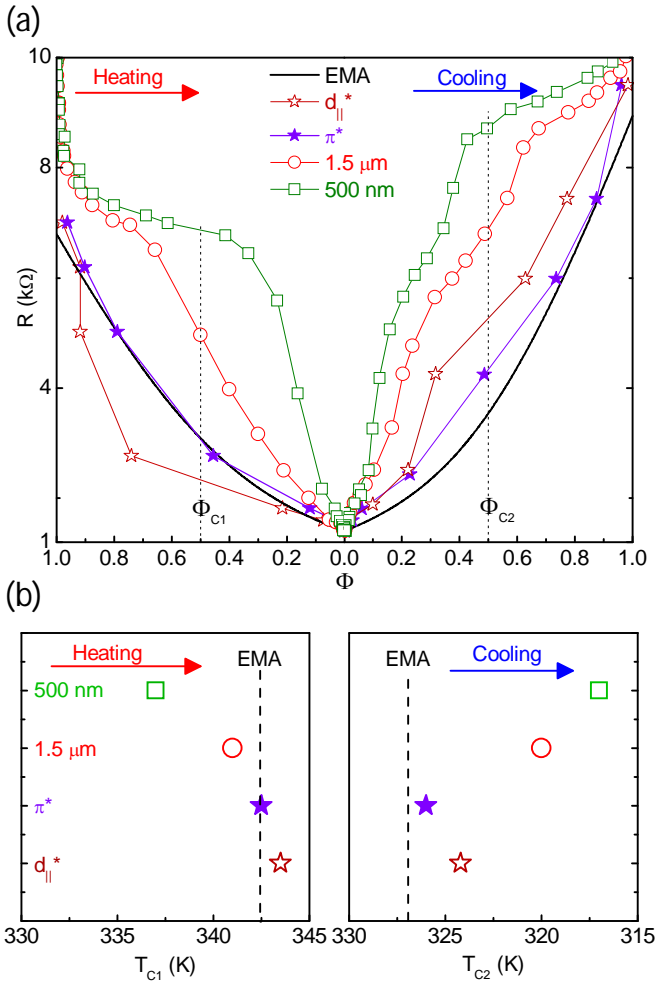 (a)
10
8
4
1
R (kΩ)
Heating
EMA
d||*
π*
1.5 μm
500 nm
Cooling
ΦC1
ΦC2
1.0 0.8 0.6 0.4 0.2 0.0 0.2 0.4 0.6 0.8 1.0
Φ
(b)
Heating EMA
500 nm
1.5 μm
π*
d||*
330 335 340 345
TC1 (K)
EMA Cooling
330 325 320 315
TC2 (K)